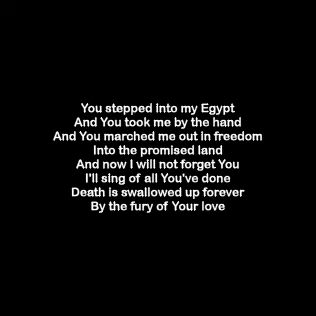 You stepped into my Egypt
And You took me by the hand
And You marched me out in freedom
Into the promised land
And now I will not forget You
I'll sing of all You've done
Death is swallowed up forever
By the fury of Your love